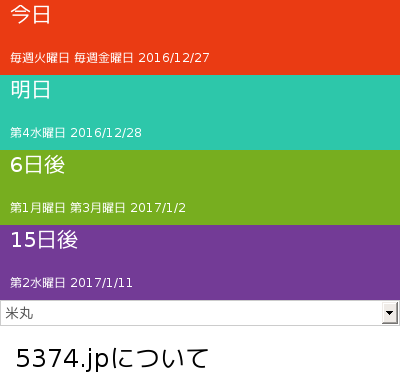 今日
毎週火曜日 毎週金曜日 2016/12/27
明日
第4水曜日 2016/12/28
6日後
第1月曜日 第3月曜日 2017/1/2
15日後
第2水曜日 2017/1/11
米丸
5374.jpについて